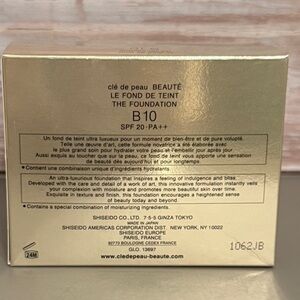 clé de peau BEAUTÉ
LE FOND DE TEINT
THE FOUNDATION
B10
SPF 20·PA++
Un fond de teint ultra luxueux pour un moment de bien-être et de pure volupté.
Telle une œuvre d'art, cette formule novatrice a été élaborée avec
le plus grand soin pour hydrater votre peau et l'embellir jour après jour.
Aussi exquis au toucher que sur la peau, ce fond de teint vous apporte une sensation
de beauté dès aujourd'hui et pour longtemps.
• Contient une combinaison unique d'ingrédients hydratants.
An ultra luxurious foundation that inspires a feeling of indulgence and bliss.
Developed with the care and detail of a work of art, this innovative formulation instantly veils
your complexion with moisture and promotes more beautiful skin over time.
Exquisite in texture and finish, this foundation encourages a heightened sense
of beauty today and beyond.
• Contains a special combination of moisturizing ingredients.
SHISEIDO CO., LTD. 7-5-5 GINZA TOKYO
MADE IN JAPAN
SHISEIDO AMERICAS CORPORATION DIST. NEW YORK, NY 10022
SHISEIDO EUROPE
PARIS, FRANCE
92770 BOULOGNE CEDEX FRANCE
GLO. 13697
www.cledepeau-beaute.com
24M
1062JB